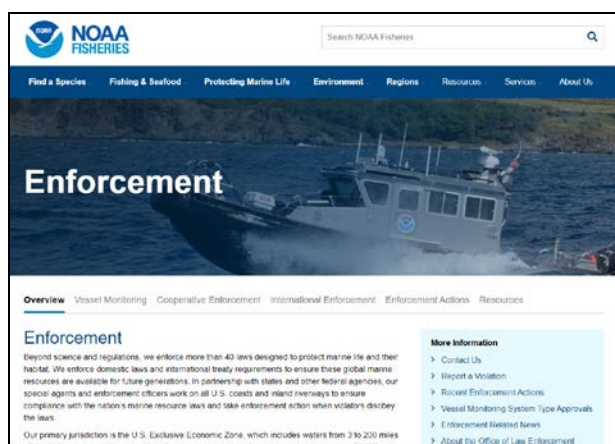 NOAA
NOAA
FISHERIES
Search NOAA Fisheries
Find a Species Fishing & Seafood Protecting Marine Life Environment Regions Resources Services About Us
Enforcement
Overview Vessel Monitoring Cooperative Enforcement International Enforcement Enforcement Actions Resources
Enforcement
Beyond science and regulations, we enforce more than 40 laws designed to protect marine life and their
habitat. We enforce domestic laws and international treaty requirements to ensure these global marine
resources are available for future generations. In partnership with states and other federal agencies, our
special agents and enforcement officers work on all U.S. coasts and inland riverways to ensure
compliance with the nation's marine resource laws and take enforcement action when violators disobey
the laws.
Our primary jurisdiction is the U.S. Exclusive Economic Zone, which includes waters from 3 to 200 miles
More Information
> Contact Us
> Report a Violation
> Recent Enforcement Actions
> Vessel Monitoring System Type Approvals
> Enforcement Related News
> About the Office of Law Enforcement